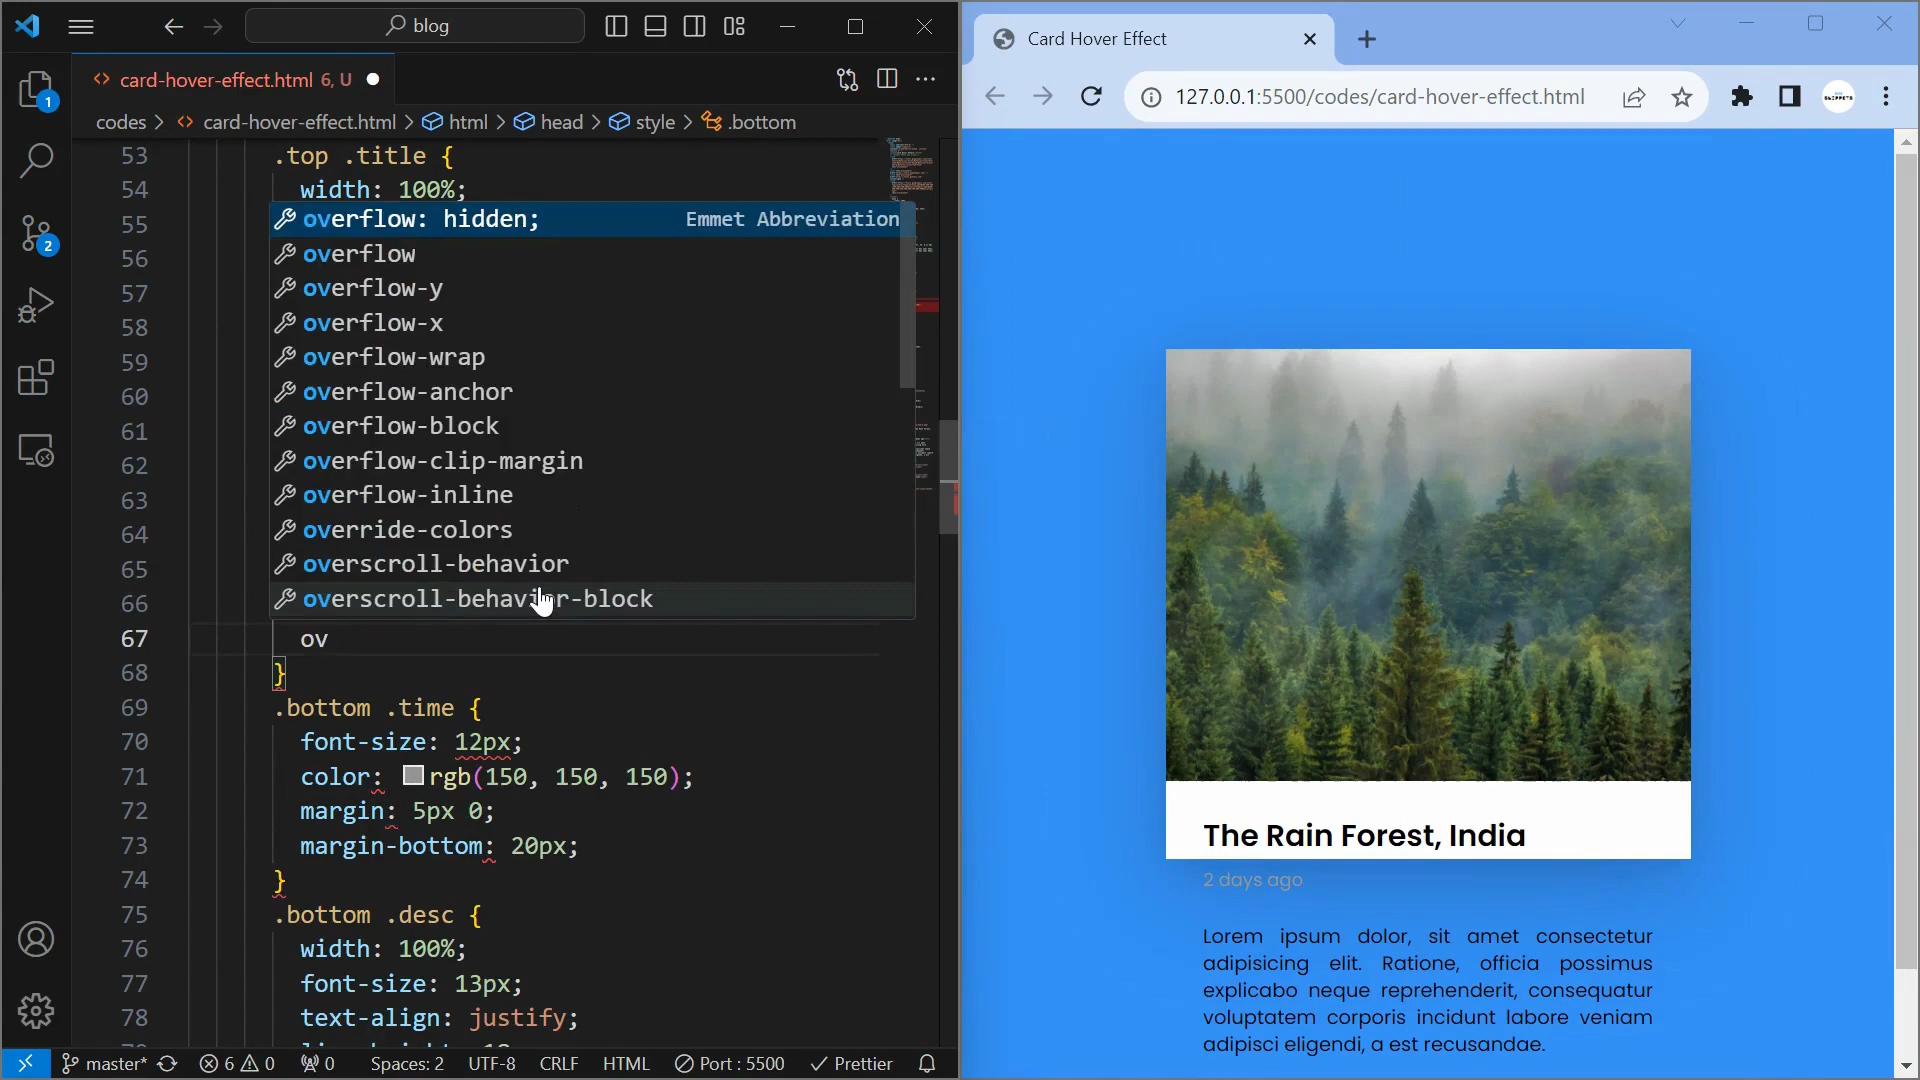 blog
card-hover-effect.html 6, U
codes > card-hover-effect.html > html > head > style > .bottom
53 .top .title {
54 width: 100%;
55 overflow: hidden; Emmet Abbreviation
56 overflow
57 overflow-y
58 overflow-x
59 overflow-wrap
60 overflow-anchor
61 overflow-block
62 overflow-clip-margin
63 overflow-inline
64 override-colors
65 overscroll-behavior
66 overscroll-behavior-block
67 ov
68 }
69 .bottom .time {
70 font-size: 12px;
71 color: rgb(150, 150, 150);
72 margin: 5px 0;
73 margin-bottom: 20px;
74 }
75 .bottom .desc {
76 width: 100%;
77 font-size: 13px;
78 text-align: justify;
1
2
master* 6 0 0 Spaces: 2 UTF-8 CRLF HTML Port : 5500 Prettier
Card Hover Effect
127.0.0.1:5500/codes/card-hover-effect.html
The Rain Forest, India
2 days ago
Lorem ipsum dolor, sit amet consectetur
adipisicing elit. Ratione, officia possimus
explicabo neque reprehenderit, consequatur
voluptatem corporis incidunt labore veniam
adipisci eligendi, a est recusandae.